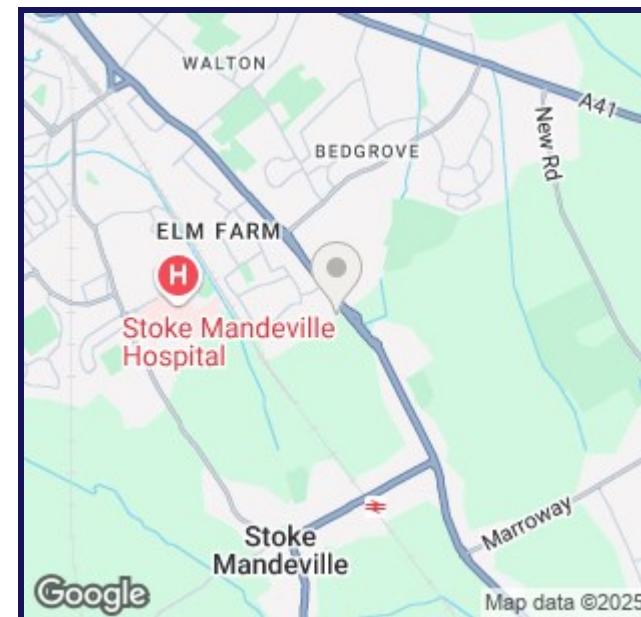 WALTON
A41
New Rd
BEDGROVE
ELM FARM
H
Stoke Mandeville
Hospital
Stoke
Mandeville
Marroway
Google
Map data ©2025